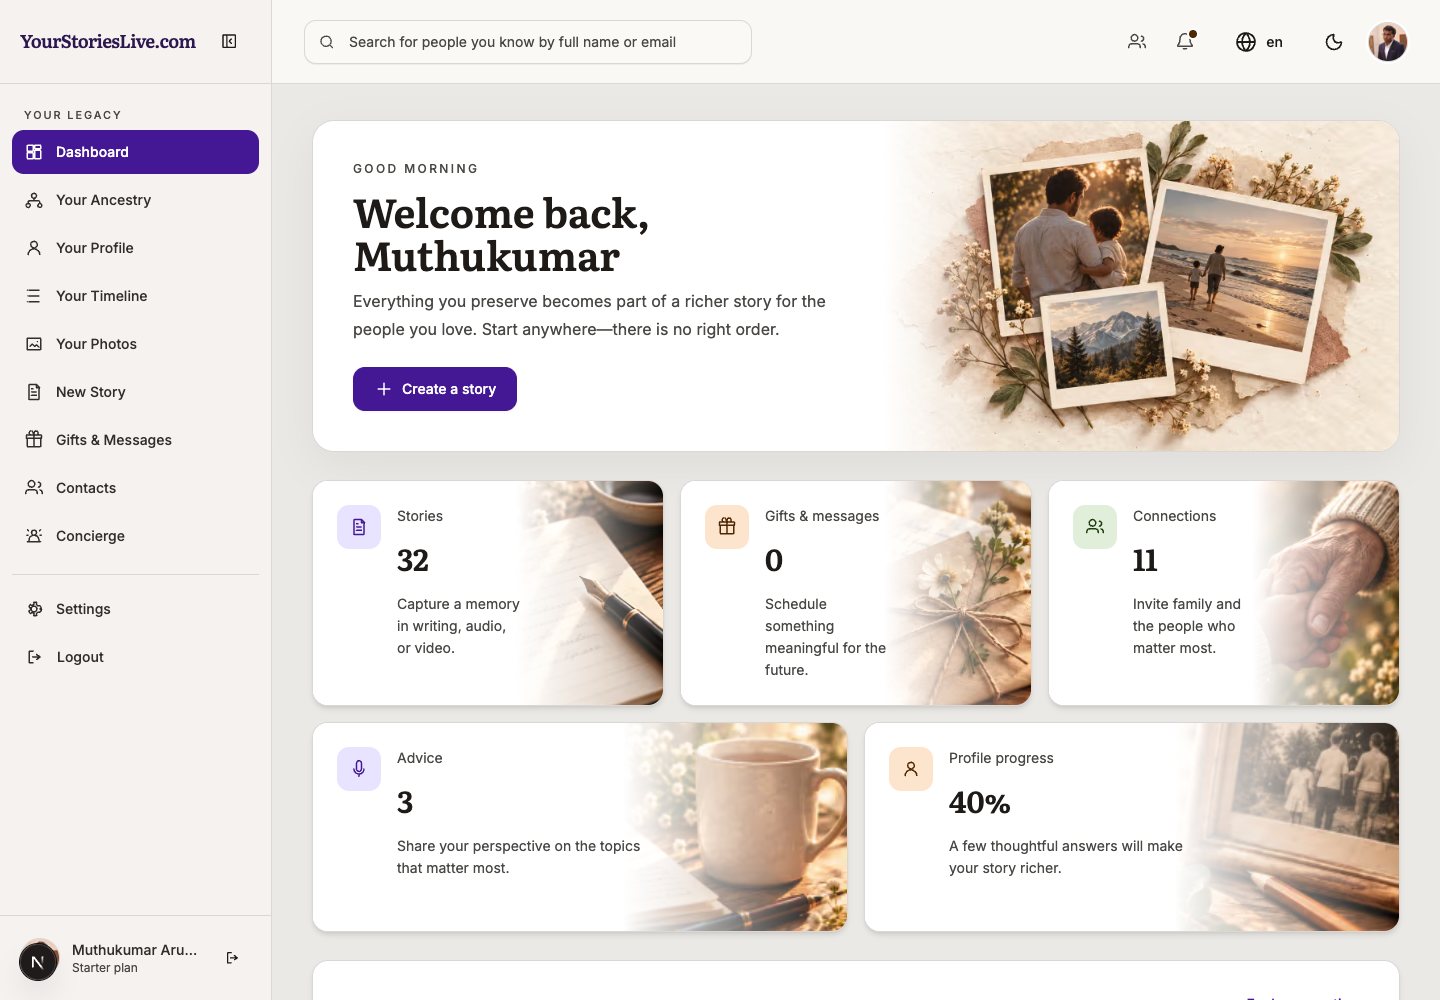 YourStoriesLive.com
Search for people you know by full name or email
en
YOUR LEGACY
Dashboard
Your Ancestry
Your Profile
Your Timeline
Your Photos
New Story
Gifts & Messages
Contacts
Concierge
Settings
Logout
Muthukumar Aru...
Starter plan
N
GOOD MORNING
Welcome back,
Muthukumar
Everything you preserve becomes part of a richer story for the
people you love. Start anywhere—there is no right order.
Create a story
Stories
32
Capture a memory
in writing, audio,
or video.
Gifts & messages
0
Schedule
something
meaningful for the
future.
Connections
11
Invite family and
the people who
matter most.
Advice
3
Share your perspective on the topics
that matter most.
Profile progress
40%
A few thoughtful answers will make
your story richer.